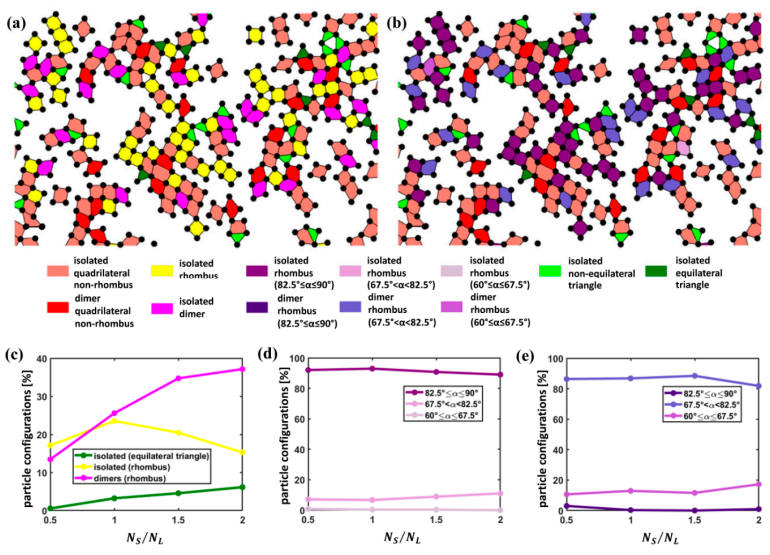 (a)
(b)
isolated
quadrilateral
non-rhombus
isolated
rhombus
isolated
rhombus
(82.5°≤α≤90°)
isolated
rhombus
(67.5°<α<82.5°)
isolated
rhombus
(60°≤α≤67.5°)
isolated
non-equilateral
triangle
isolated
equilateral
triangle
dimer
quadrilateral
non-rhombus
isolated
dimer
dimer
rhombus
(82.5°≤α≤90°)
dimer
rhombus
(67.5°<α<82.5°)
dimer
rhombus
(60°≤α≤67.5°)
(c)
particle configurations [%]
40
30
20
10
0
isolated (equilateral triangle)
isolated (rhombus)
dimers (rhombus)
0.5 1 1.5 2
N_S/N_L
(d)
particle configurations [%]
100
80
60
40
20
0
82.5°≤α≤90°
67.5°<α<82.5°
60°≤α≤67.5°
0.5 1 1.5 2
N_S/N_L
(e)
particle configurations [%]
100
80
60
40
20
0
82.5°≤α≤90°
67.5°<α<82.5°
60°≤α≤67.5°
0.5 1 1.5 2
N_S/N_L